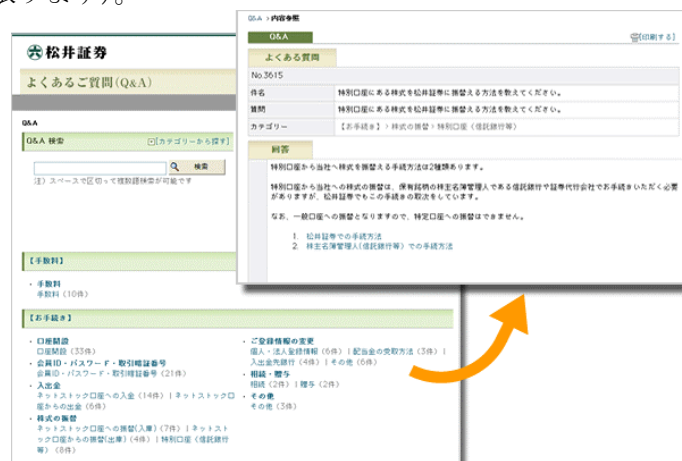 張ります)。
松井証券
よくあるご質問(Q&A)
Q&A
Q&A 検索
[カテゴリーから探す]
検索
注）スペースで区切って複数語検索が可能です
【手数料】
・手数料
手数料（10件）
【お手続き】
・口座開設
口座開設（33件）
・会員ID・パスワード・取引暗証番号
会員ID・パスワード・取引暗証番号（21件）
・入出金
ネットストック口座への入金（14件）｜ネットストック口
座からの出金（6件）
・株式の振替
ネットストック口座への振替(入庫)（7件）｜ネットスト
ック口座からの振替(出庫)（4件）｜特別口座（信託銀行
等）（8件）
・ご登録情報の変更
個人・法人登録情報（6件）｜配当金の受取方法（3件）｜
入出金先銀行（4件）｜その他（6件）
・相続・贈与
相続（2件）｜贈与（2件）
・その他
その他（3件）
Q&A >内容参照
Q&A
[印刷する]
よくある質問
No.3615
件名 特別口座にある株式を松井証券に振替える方法を教えてください。
質問 特別口座にある株式を松井証券に振替える方法を教えてください。
カテゴリー 【お手続き】>株式の振替>特別口座（信託銀行等）
回答
特別口座から当社へ株式を振替える手続方法は2種類あります。
特別口座から当社への株式の振替は、保有銘柄の株主名簿管理人である信託銀行や証券代行会社でお手続きいただく必要
がありますが、松井証券でもこの手続きの取次をしています。
なお、一般口座への振替となりますので、特定口座への振替はできません。
1. 松井証券での手続方法
2. 株主名簿管理人(信託銀行等）での手続方法